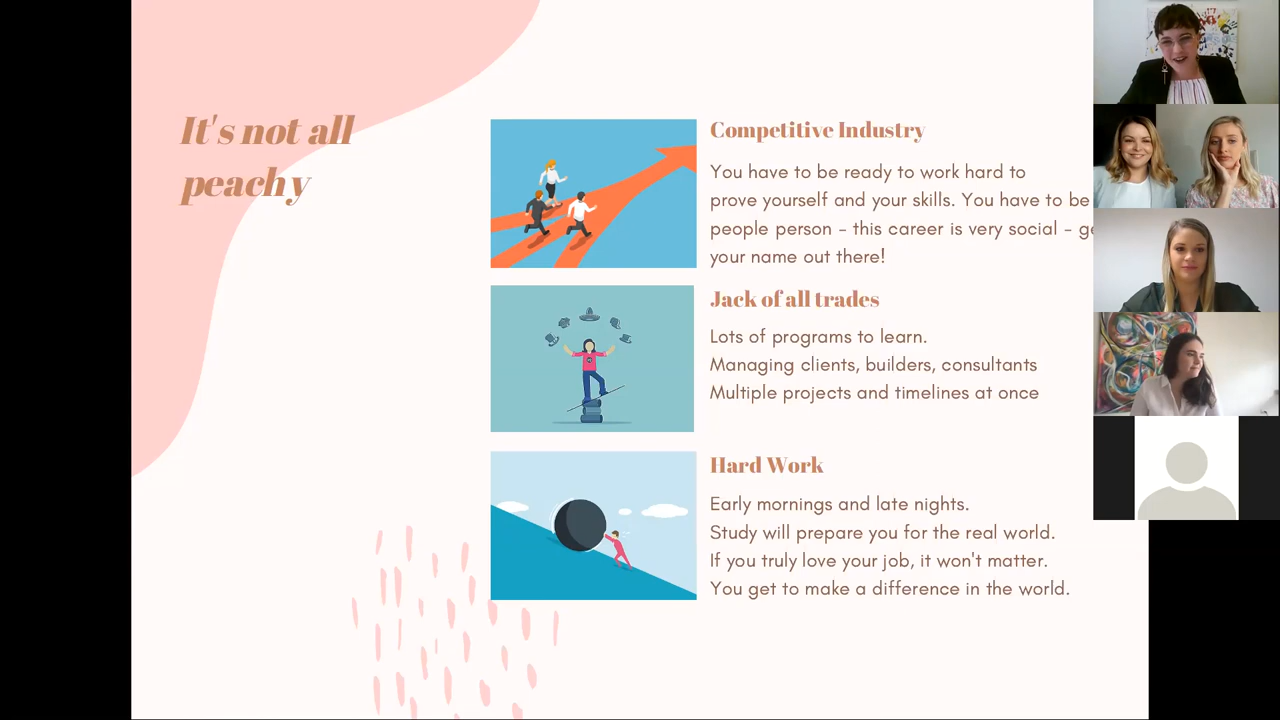 It's not all
peachy
Competitive Industry
You have to be ready to work hard to
prove yourself and your skills. You have to be
people person - this career is very social -
your name out there!
Jack of all trades
Lots of programs to learn.
Managing clients, builders, consultants
Multiple projects and timelines at once
Hard Work
Early mornings and late nights.
Study will prepare you for the real world.
If you truly love your job, it won't matter.
You get to make a difference in the world.